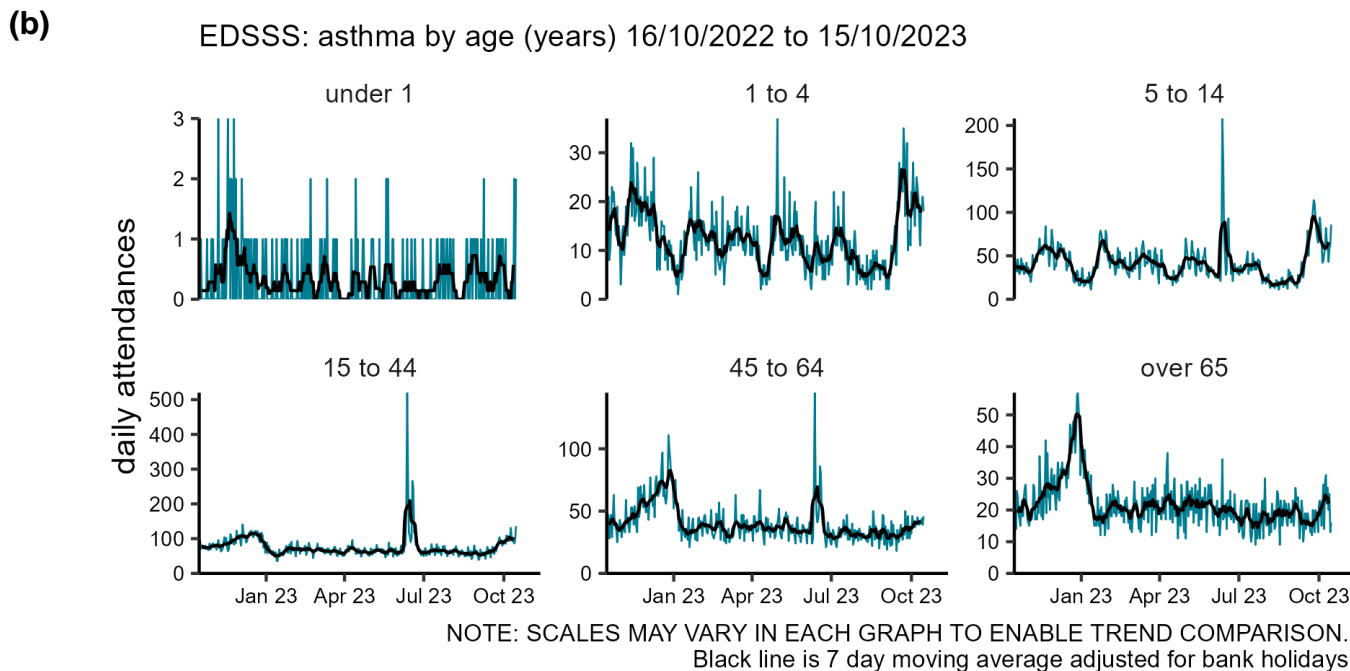 (b)
EDSSS: asthma by age (years) 16/10/2022 to 15/10/2023
daily attendances
under 1
3
2
1
0
1 to 4
30
20
10
0
5 to 14
200
150
100
50
0
15 to 44
500
400
300
200
100
0
Jan 23 Apr 23 Jul 23 Oct 23
45 to 64
100
50
0
Jan 23 Apr 23 Jul 23 Oct 23
over 65
50
40
30
20
10
0
Jan 23 Apr 23 Jul 23 Oct 23
NOTE: SCALES MAY VARY IN EACH GRAPH TO ENABLE TREND COMPARISON.
Black line is 7 day moving average adjusted for bank holidays